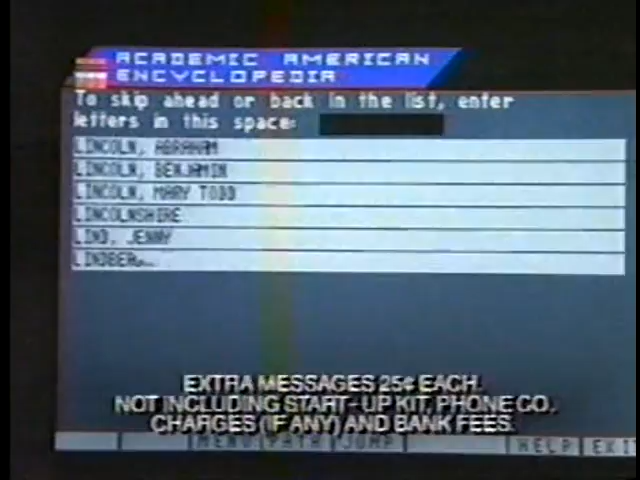 ACADEMIC AMERICAN
ENCYCLOPEDIA
To skip ahead or back in the list, enter
letters in this space:
LINCOLN, ABRAHAM
LINCOLN, BENJAMIN
LINCOLN, MARY TODD
LINCOLNSHIRE
LIND, JENNY
LINDBER
EXTRA MESSAGES 25¢ EACH.
NOT INCLUDING START-UP KIT, PHONE CO.
CHARGES (IF ANY) AND BANK FEES.
MENU PATH JUMP HELP EXI